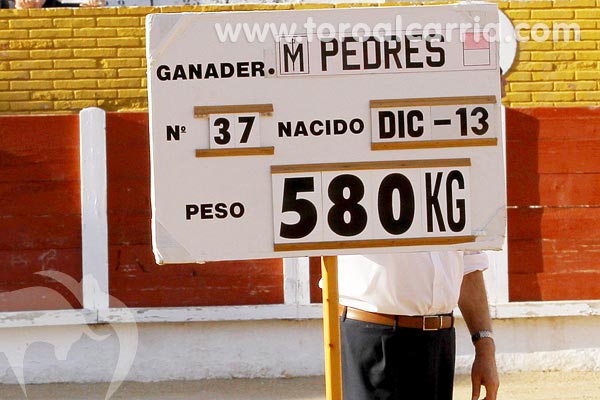 www.toroalcarria.com
GANADER. M PEDRES
Nº 37 NACIDO DIC - 13
PESO 580 KG